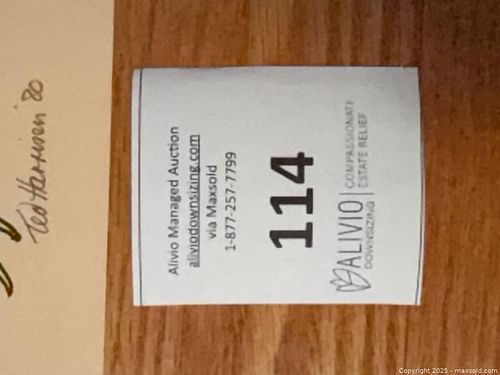 Ted Harrison '80
Alivio Managed Auction
aliviodownsizing.com
via Maxsold
1-877-257-7799
114
ALIVIO
DOWNSIZING
COMPASSIONATE
ESTATE RELIEF
Copyright 2025 - maxsold.com